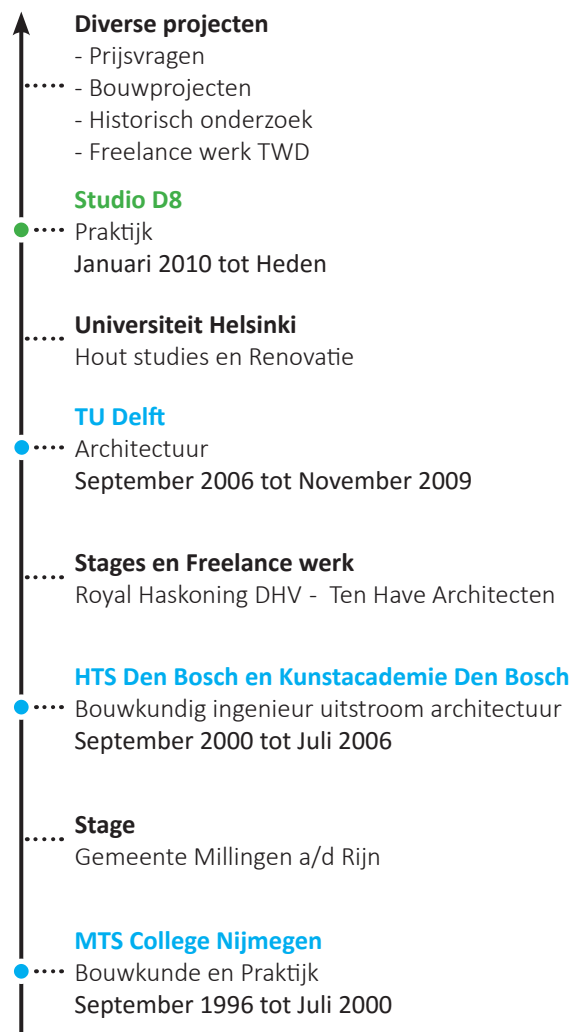 Diverse projecten
- Prijsvragen
- Bouwprojecten
- Historisch onderzoek
- Freelance werk TWD
Studio D8
Praktijk
Januari 2010 tot Heden
Universiteit Helsinki
Hout studies en Renovatie
TU Delft
Architectuur
September 2006 tot November 2009
Stages en Freelance werk
Royal Haskoning DHV - Ten Have Architecten
HTS Den Bosch en Kunstacademie Den Bosch
Bouwkundig ingenieur uitstroom architectuur
September 2000 tot Juli 2006
Stage
Gemeente Millingen a/d Rijn
MTS College Nijmegen
Bouwkunde en Praktijk
September 1996 tot Juli 2000